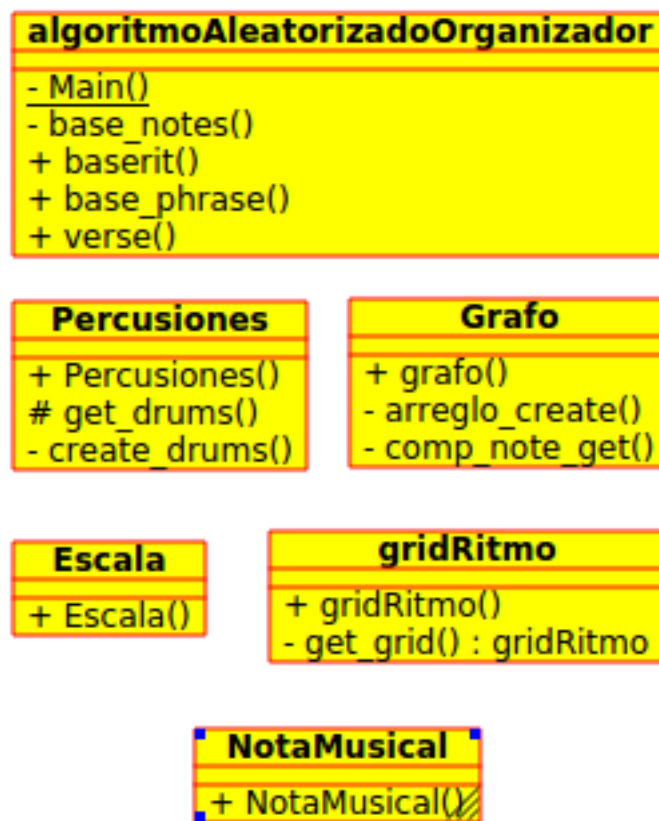 algoritmoAleatorizadoOrganizador
- Main()
- base_notes()
+ baserit()
+ base_phrase()
+ verse()
Percusiones
+ Percusiones()
# get_drums()
- create_drums()
Grafo
+ grafo()
- arreglo_create()
- comp_note_get()
Escala
+ Escala()
gridRitmo
+ gridRitmo()
- get_grid() : gridRitmo
NotaMusical
+ NotaMusical()